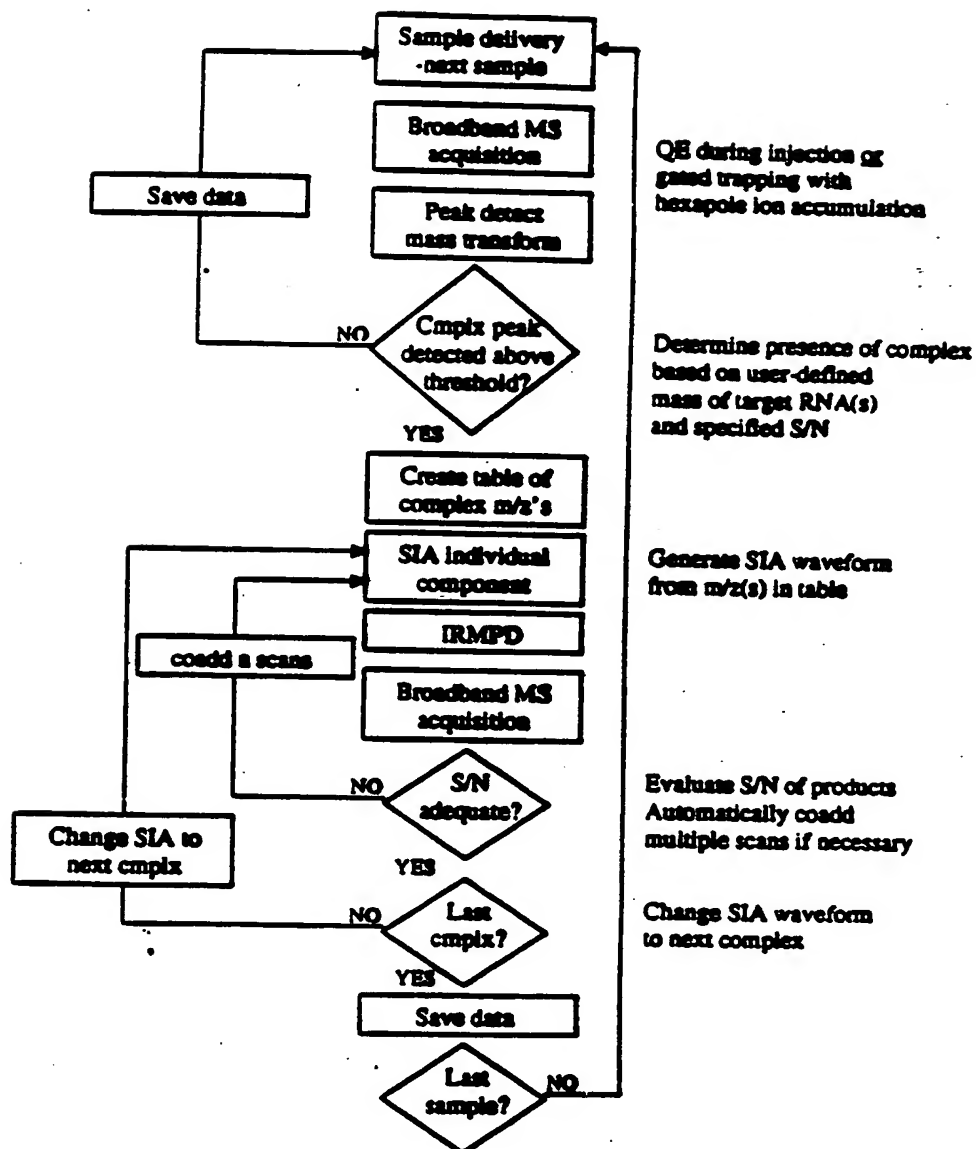 Sample delivery
-next sample
Broadband MS
acquisition
QE during injection or
gated trapping with
hexapole ion accumulation
Save data
Peak detect
mass transform
NO
Cmplx peak
detected above
threshold?
Determine presence of complex
based on user-defined
mass of target RNA(s)
and specified S/N
YES
Create table of
complex m/z's
SIA individual
component
Generate SIA waveform
from m/z(s) in table
IRMPD
coadd n scans
Broadband MS
acquisition
NO
S/N
adequate?
Evaluate S/N of products
Automatically coadd
multiple scans if necessary
Change SIA to
next cmplx
YES
NO
Last
cmplx?
Change SIA waveform
to next complex
YES
Save data
Last
sample?
NO